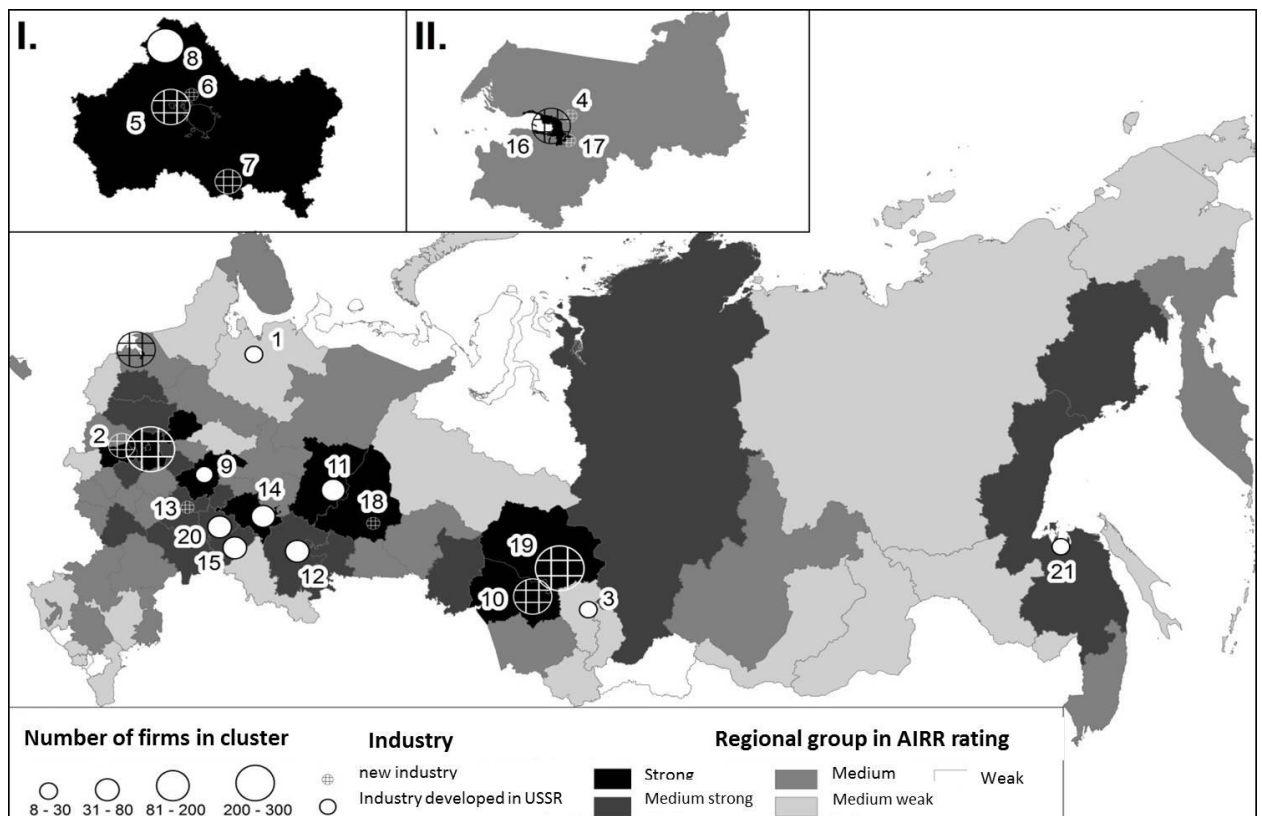 I.
8
6
5
7
II.
4
16
17
1
2
9
11
14
18
13
20
15
12
19
10
3
21
Number of firms in cluster
8 - 30
31 - 80
81 - 200
200 - 300
Industry
new industry
Industry developed in USSR
Regional group in AIRR rating
Strong
Medium strong
Medium
Medium weak
Weak